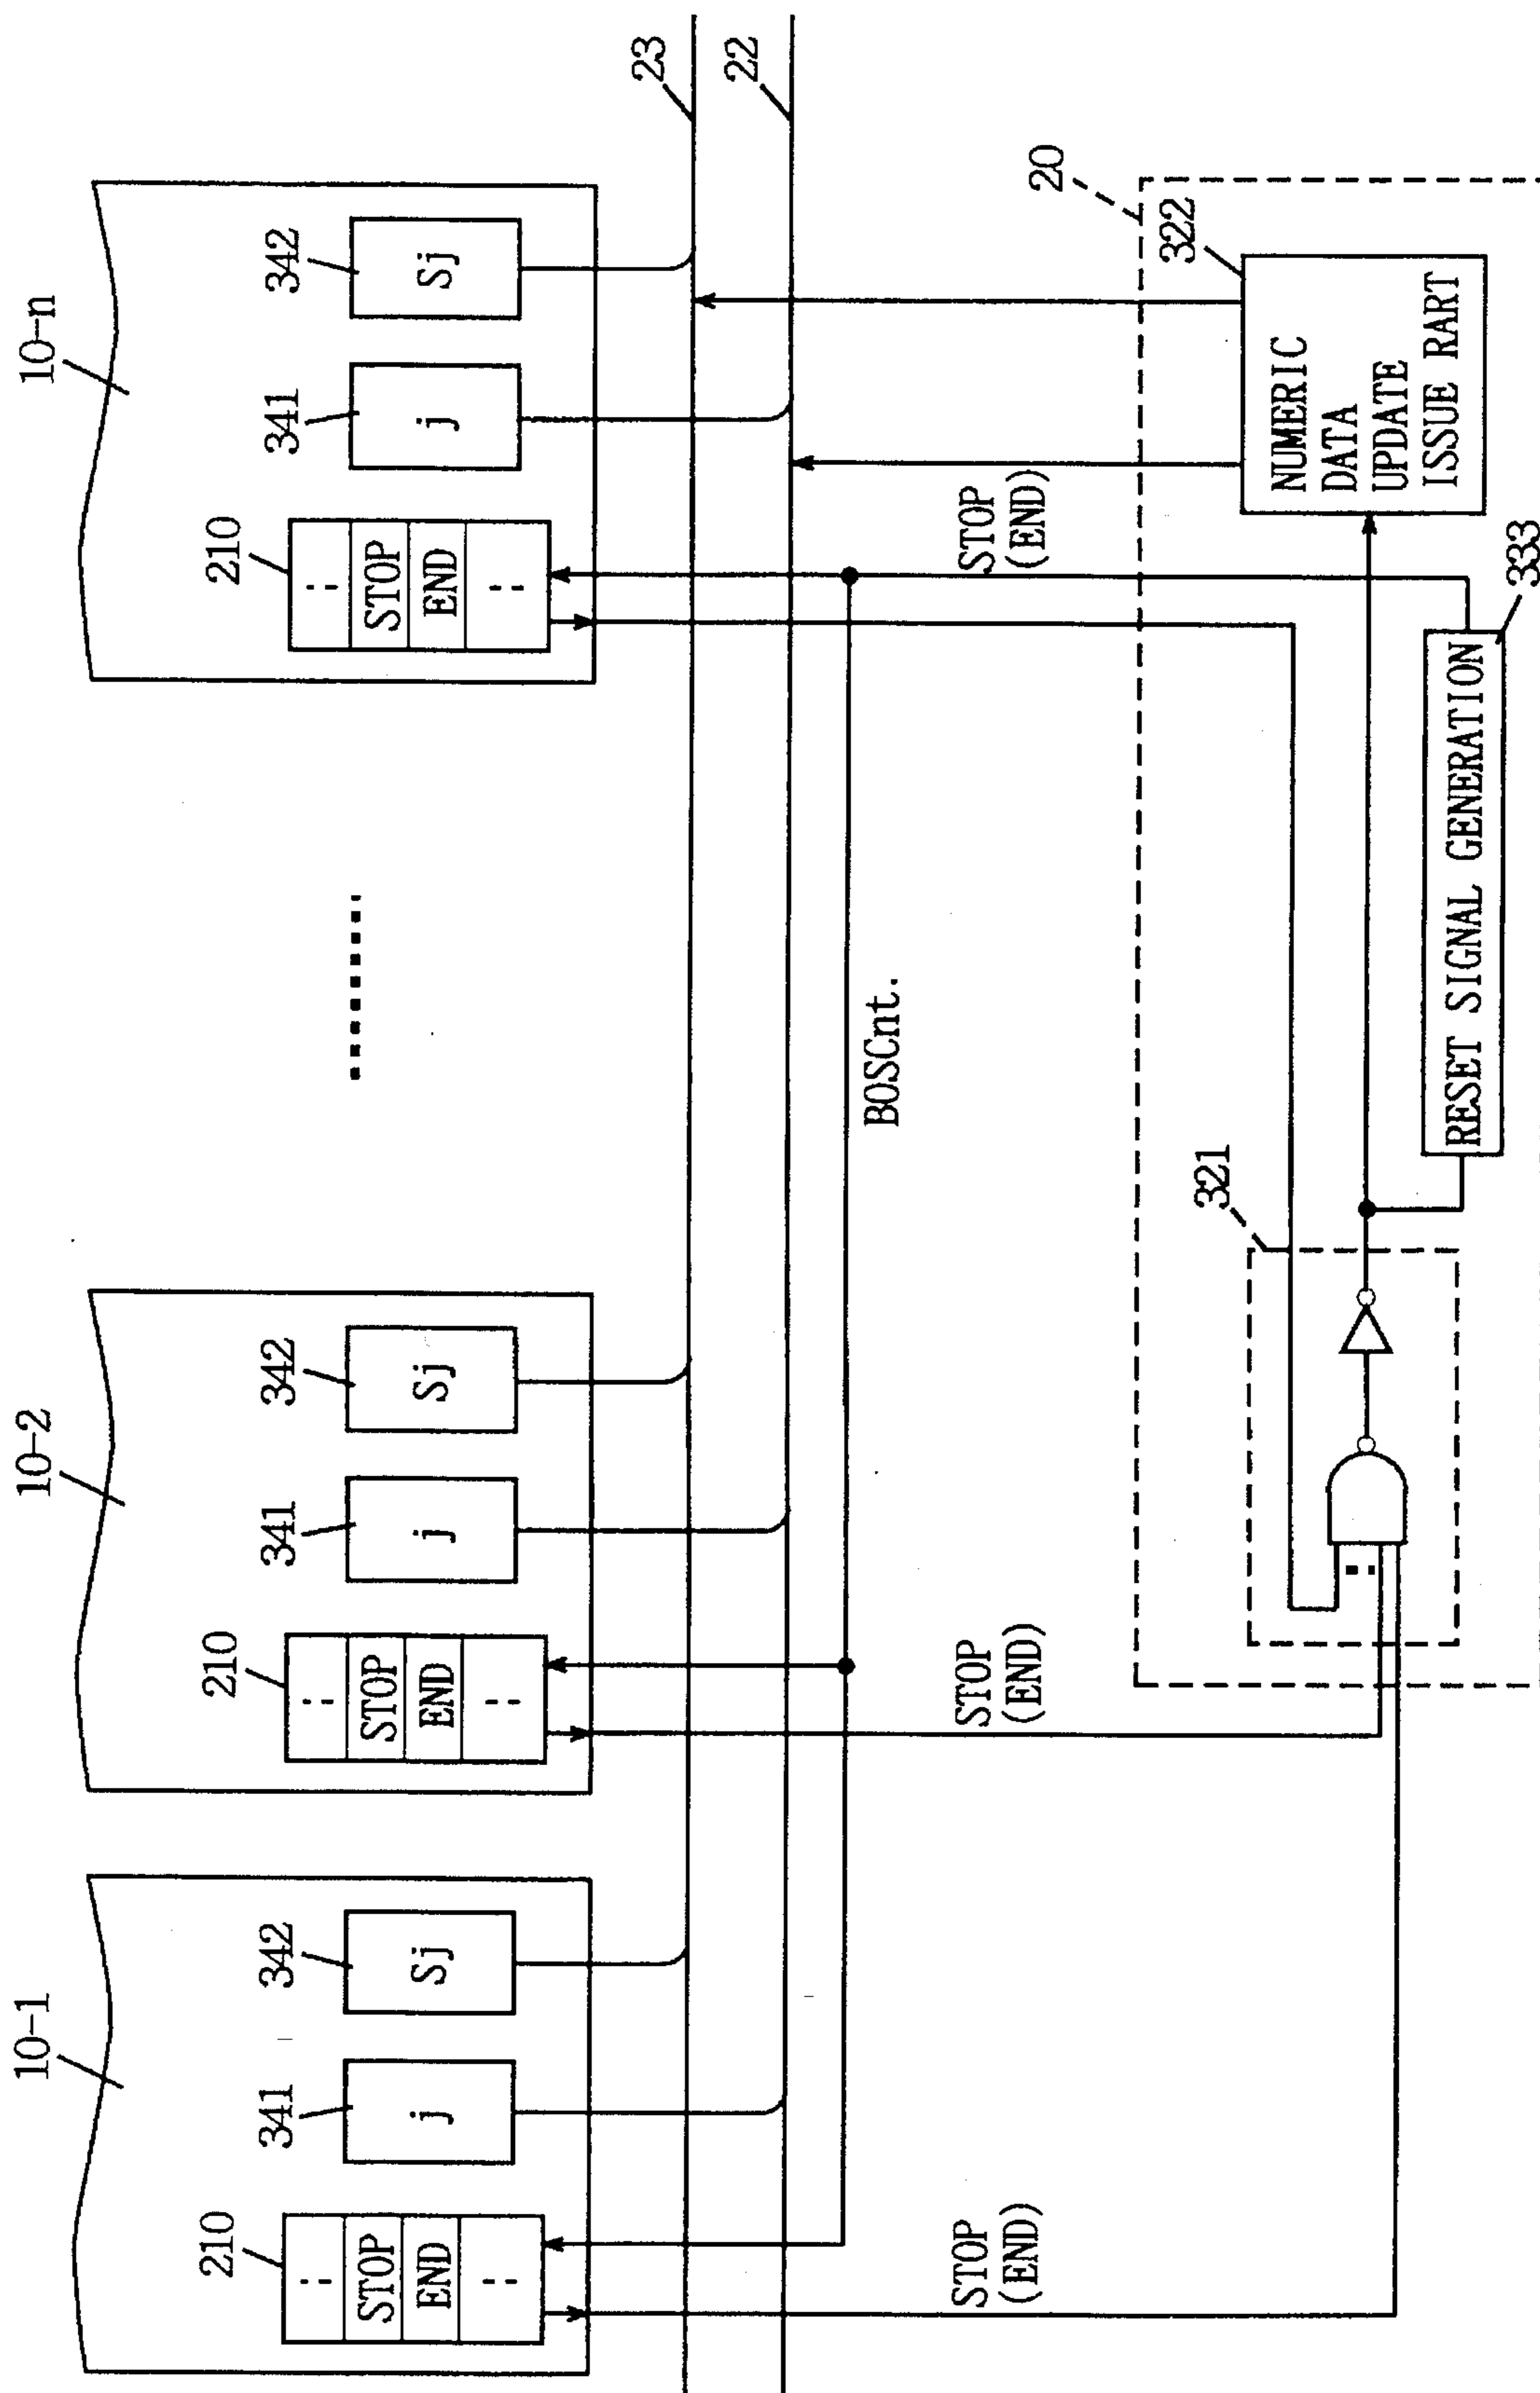 10-1
210
:
STOP
END
:
341
j
342
Sj
10-2
210
:
STOP
END
:
341
j
342
Sj
10-n
210
:
STOP
END
:
341
j
342
Sj
23
22
BOSCnt.
STOP
(END)
STOP
(END)
STOP
(END)
20
321
322
NUMERIC
DATA
UPDATE
ISSUE RART
RESET SIGNAL GENERATION
333